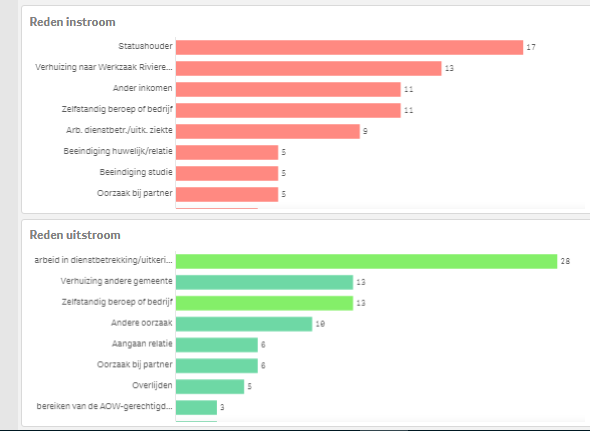 Reden instroom
Statushouder 17
Verhuizing naar Werkzaak Riviere... 13
Ander inkomen 11
Zelfstandig beroep of bedrijf 11
Arb. dienstbetr./uitk. ziekte 9
Beeindiging huwelijk/relatie 5
Beeindiging studie 5
Oorzaak bij partner 5
Reden uitstroom
arbeid in dienstbetrekking/uitkeri... 28
Verhuizing andere gemeente 13
Zelfstandig beroep of bedrijf 13
Andere oorzaak 10
Aangaan relatie 6
Oorzaak bij partner 6
Overlijden 5
bereiken van de AOW-gerechtigd... 3